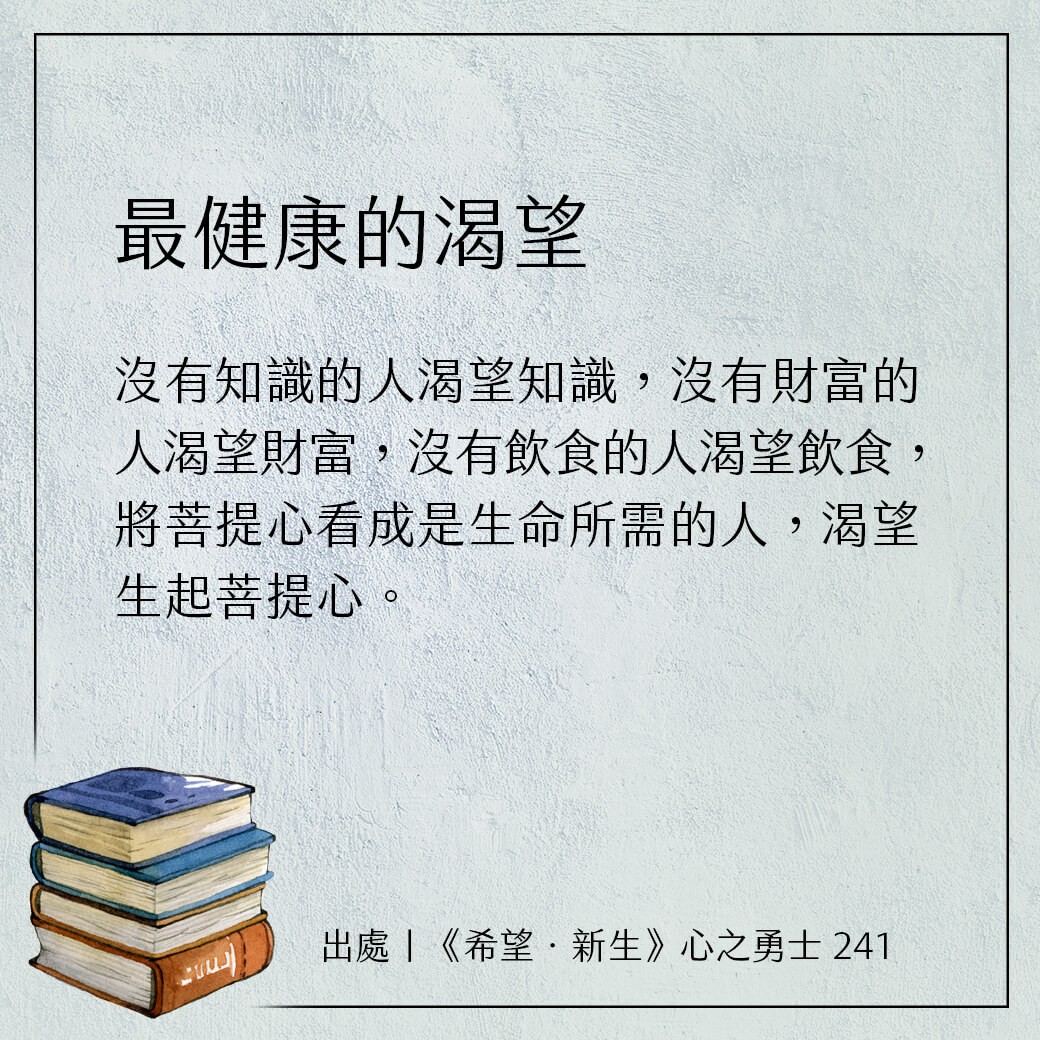 最健康的渴望
沒有知識的人渴望知識，沒有財富的
人渴望財富，沒有飲食的人渴望飲食，
將菩提心看成是生命所需的人，渴望
生起菩提心。
出處｜《希望．新生》心之勇士 241